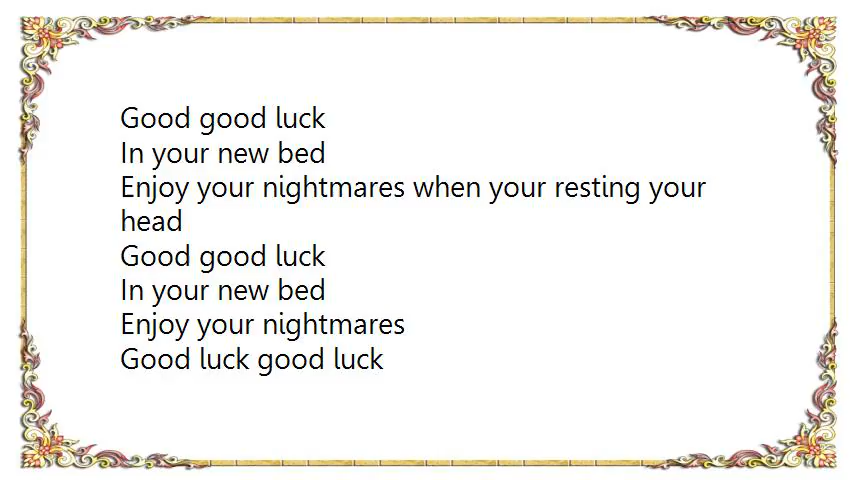 Good good luck
In your new bed
Enjoy your nightmares when your resting your
head
Good good luck
In your new bed
Enjoy your nightmares
Good luck good luck